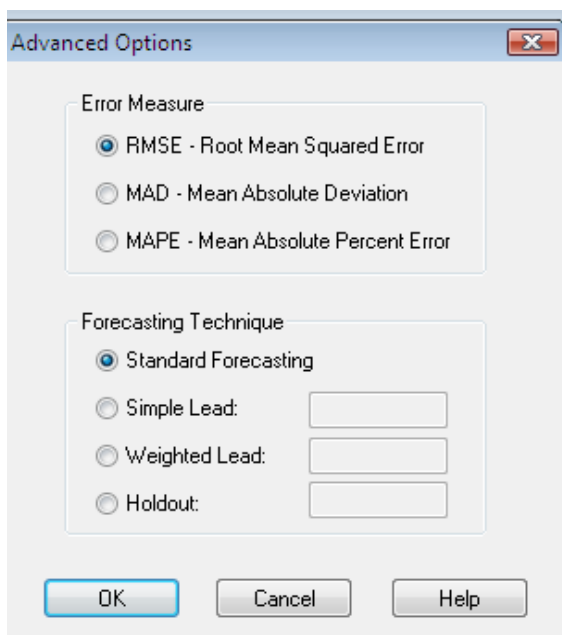 Advanced Options
Error Measure
RMSE - Root Mean Squared Error
MAD - Mean Absolute Deviation
MAPE - Mean Absolute Percent Error
Forecasting Technique
Standard Forecasting
Simple Lead:
Weighted Lead:
Holdout:
OK Cancel Help